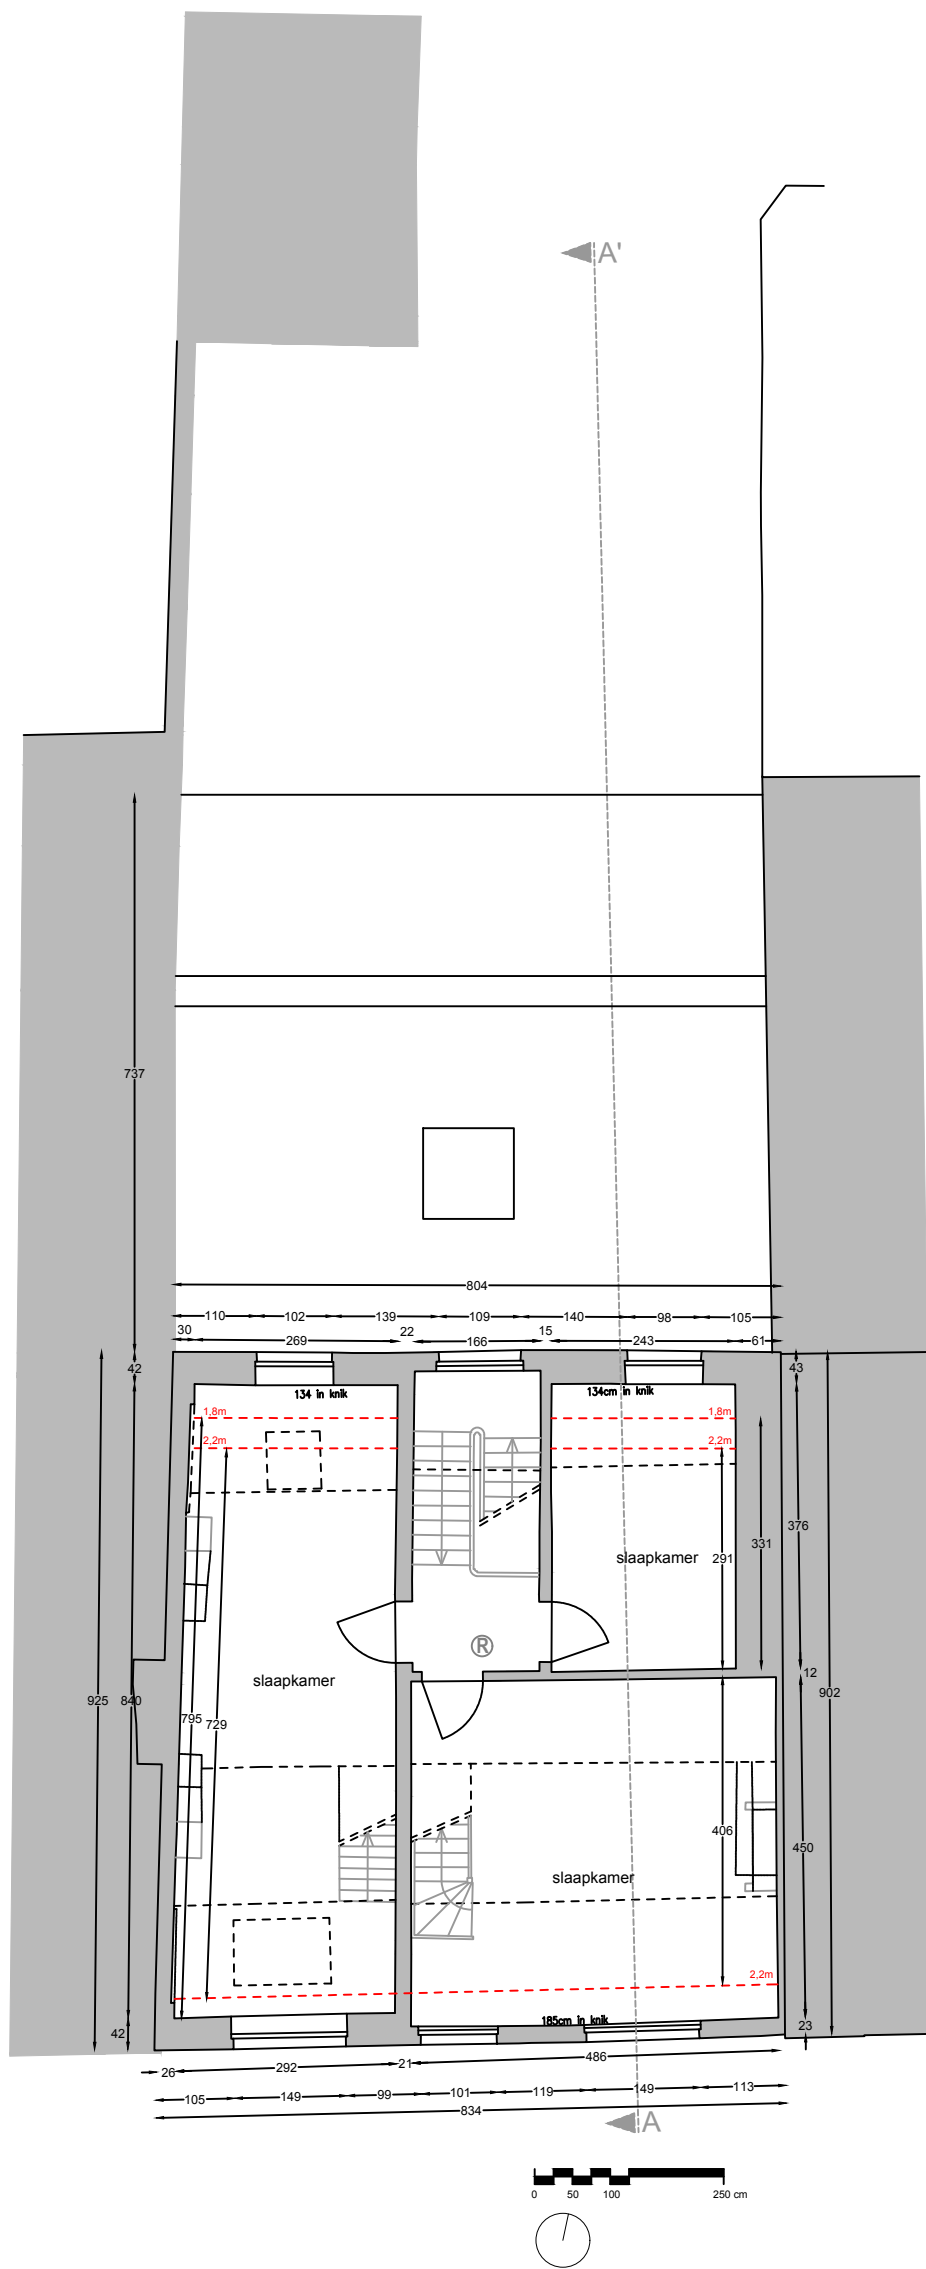 A'
737
804
110 102 139 109 140 98 105
30 269 22 166 15 243 61
42 43
134 in knik 134cm in knik
1,8m 1,8m
2,2m 2,2m
376
331
slaapkamer 291
®
slaapkamer
12
925 840 902
795 729
406
450
slaapkamer
2,2m
185cm in knik
23
42
26 292 21 486
105 149 99 101 119 149 113
834
A
0 50 100 250 cm